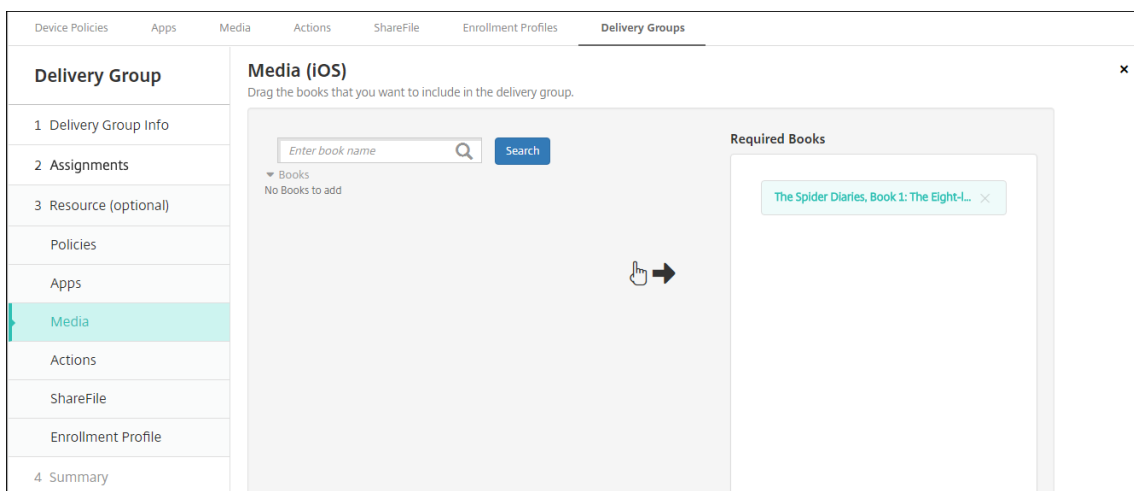 Device Policies Apps Media Actions ShareFile Enrollment Profiles Delivery Groups
Delivery Group
1 Delivery Group Info
2 Assignments
3 Resource (optional)
Policies
Apps
Media
Actions
ShareFile
Enrollment Profile
4 Summary
Media (iOS)
Drag the books that you want to include in the delivery group.
Enter book name
Search
Books
No Books to add
Required Books
The Spider Diaries, Book 1: The Eight-l...